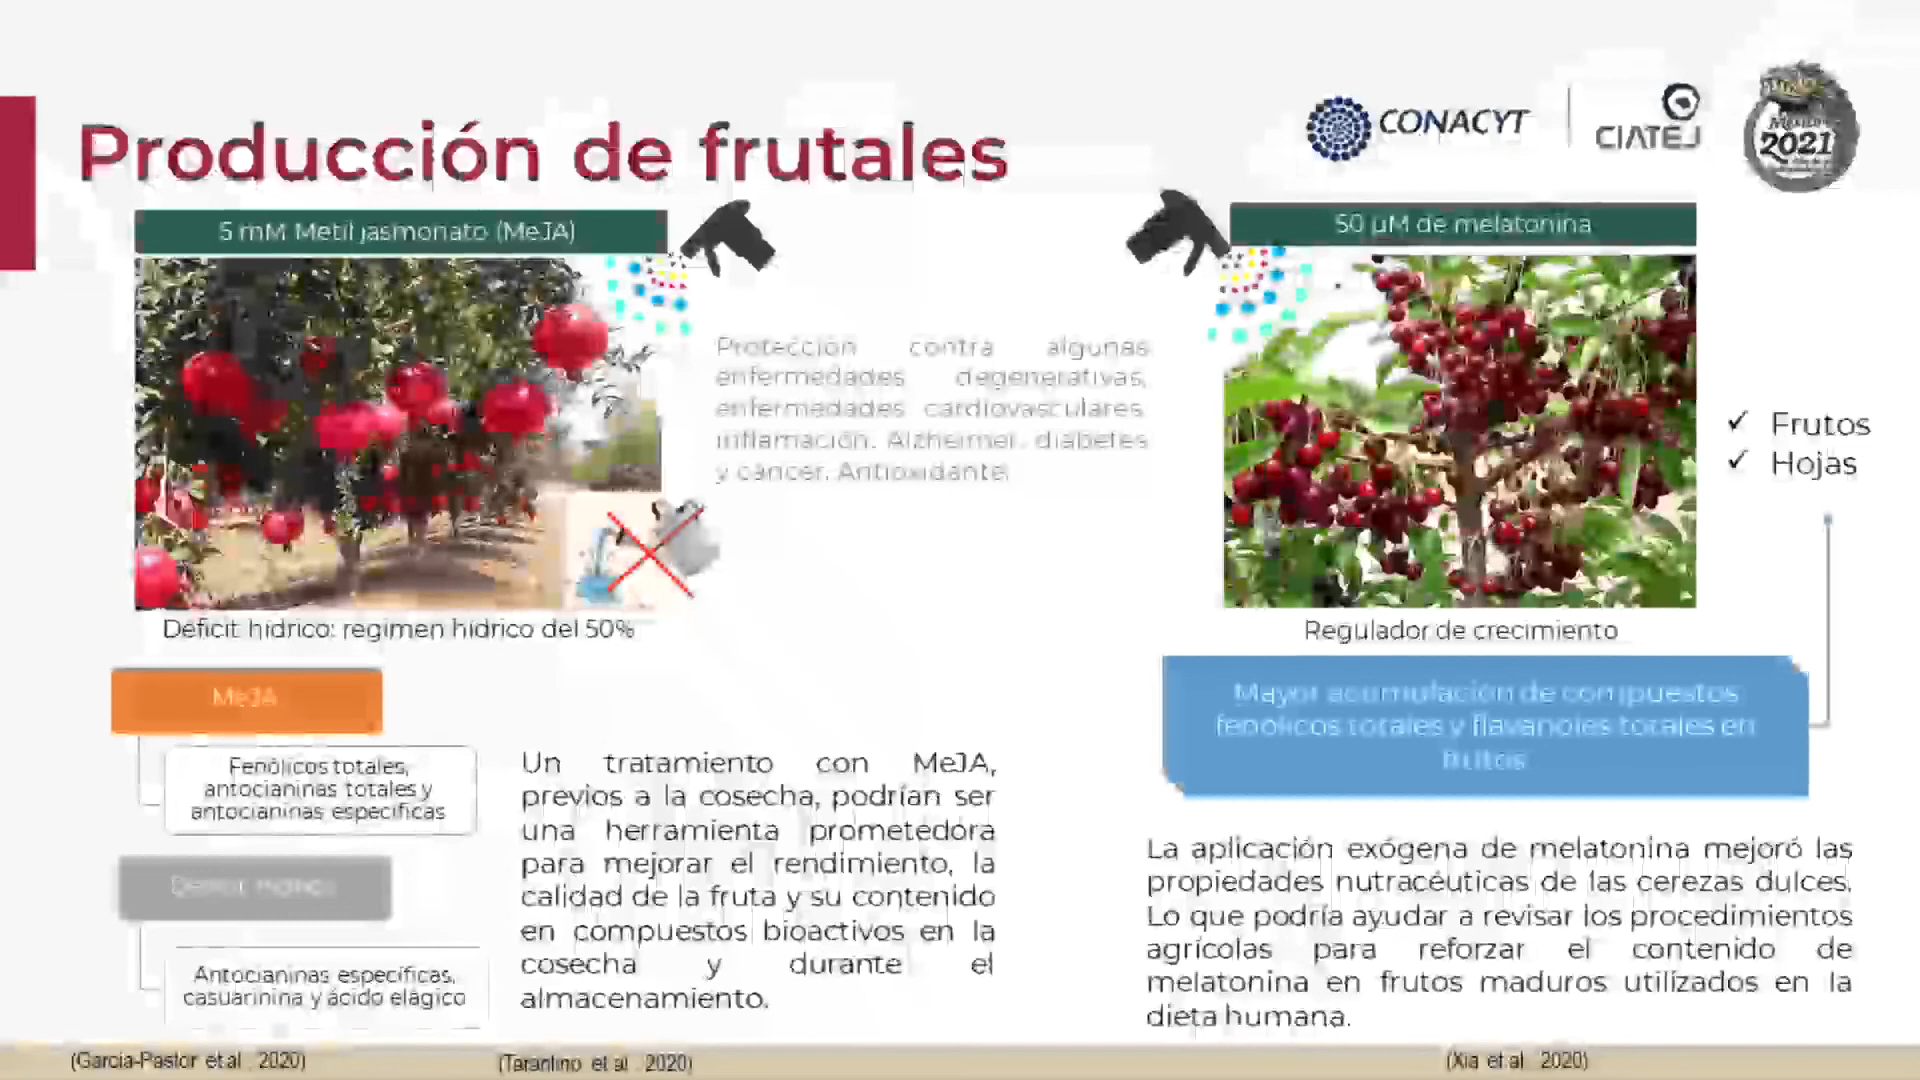 Producción de frutales
CONACYT
CIATEJ
México
2021
5 mM Metil jasmonato (MeJA)
50 µM de melatonina
Protección contra algunas
enfermedades degenerativas,
enfermedades cardiovasculares,
inflamación, Alzheimer, diabetes
y cáncer. Antioxidante.
✓ Frutos
✓ Hojas
Déficit hídrico: regimen hídrico del 50%
Regulador de crecimiento
MeJA
Fenólicos totales,
antocianinas totales y
antocianinas específicas
Déficit hídrico
Antocianinas específicas,
casuarinina y ácido elágico
Un tratamiento con MeJA,
previos a la cosecha, podrían ser
una herramienta prometedora
para mejorar el rendimiento, la
calidad de la fruta y su contenido
en compuestos bioactivos en la
cosecha y durante el
almacenamiento.
Mayor acumulación de compuestos
fenólicos totales y flavanoles totales en
frutos
La aplicación exógena de melatonina mejoró las
propiedades nutracéuticas de las cerezas dulces.
Lo que podría ayudar a revisar los procedimientos
agrícolas para reforzar el contenido de
melatonina en frutos maduros utilizados en la
dieta humana.
(García-Pastor et al., 2020)
(Tarantino et al., 2020)
(Xia et al., 2020)